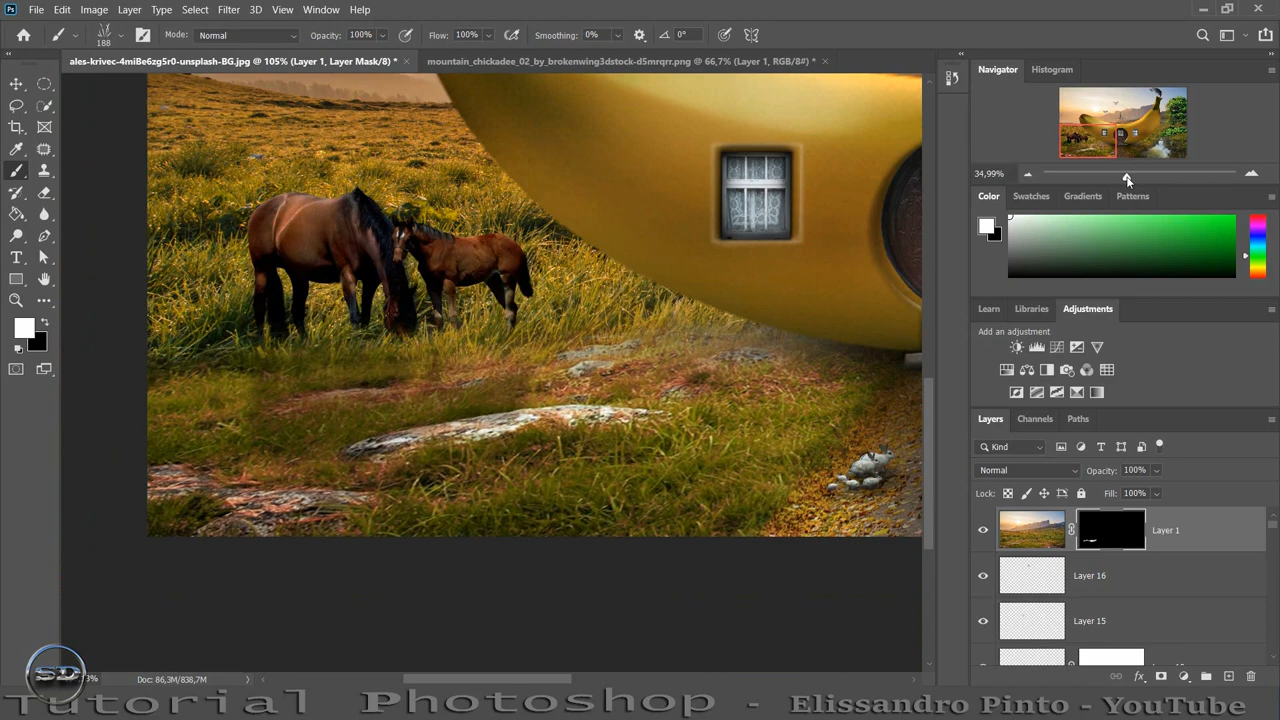 Ps File Edit Image Layer Type Select Filter 3D View Window Help
188 Mode: Normal Opacity: 100% Flow: 100% Smoothing: 0% 0°
ales-krivec-4miBe6zg5r0-unsplash-BG.jpg @ 105% (Layer 1, Layer Mask/8) * mountain_chickadee_02_by_brokenwing3dstock-d5mrqrr.png @ 66,7% (Layer 1, RGB/8#) *
Navigator Histogram
34,99%
Color Swatches Gradients Patterns
Learn Libraries Adjustments
Add an adjustment
Layers Channels Paths
Kind
Normal Opacity: 100%
Lock: Fill: 100%
Layer 1
Layer 16
Layer 15
Doc: 86,3M/838,7M
SD
Tutorial Photoshop - Elissandro Pinto - YouTube